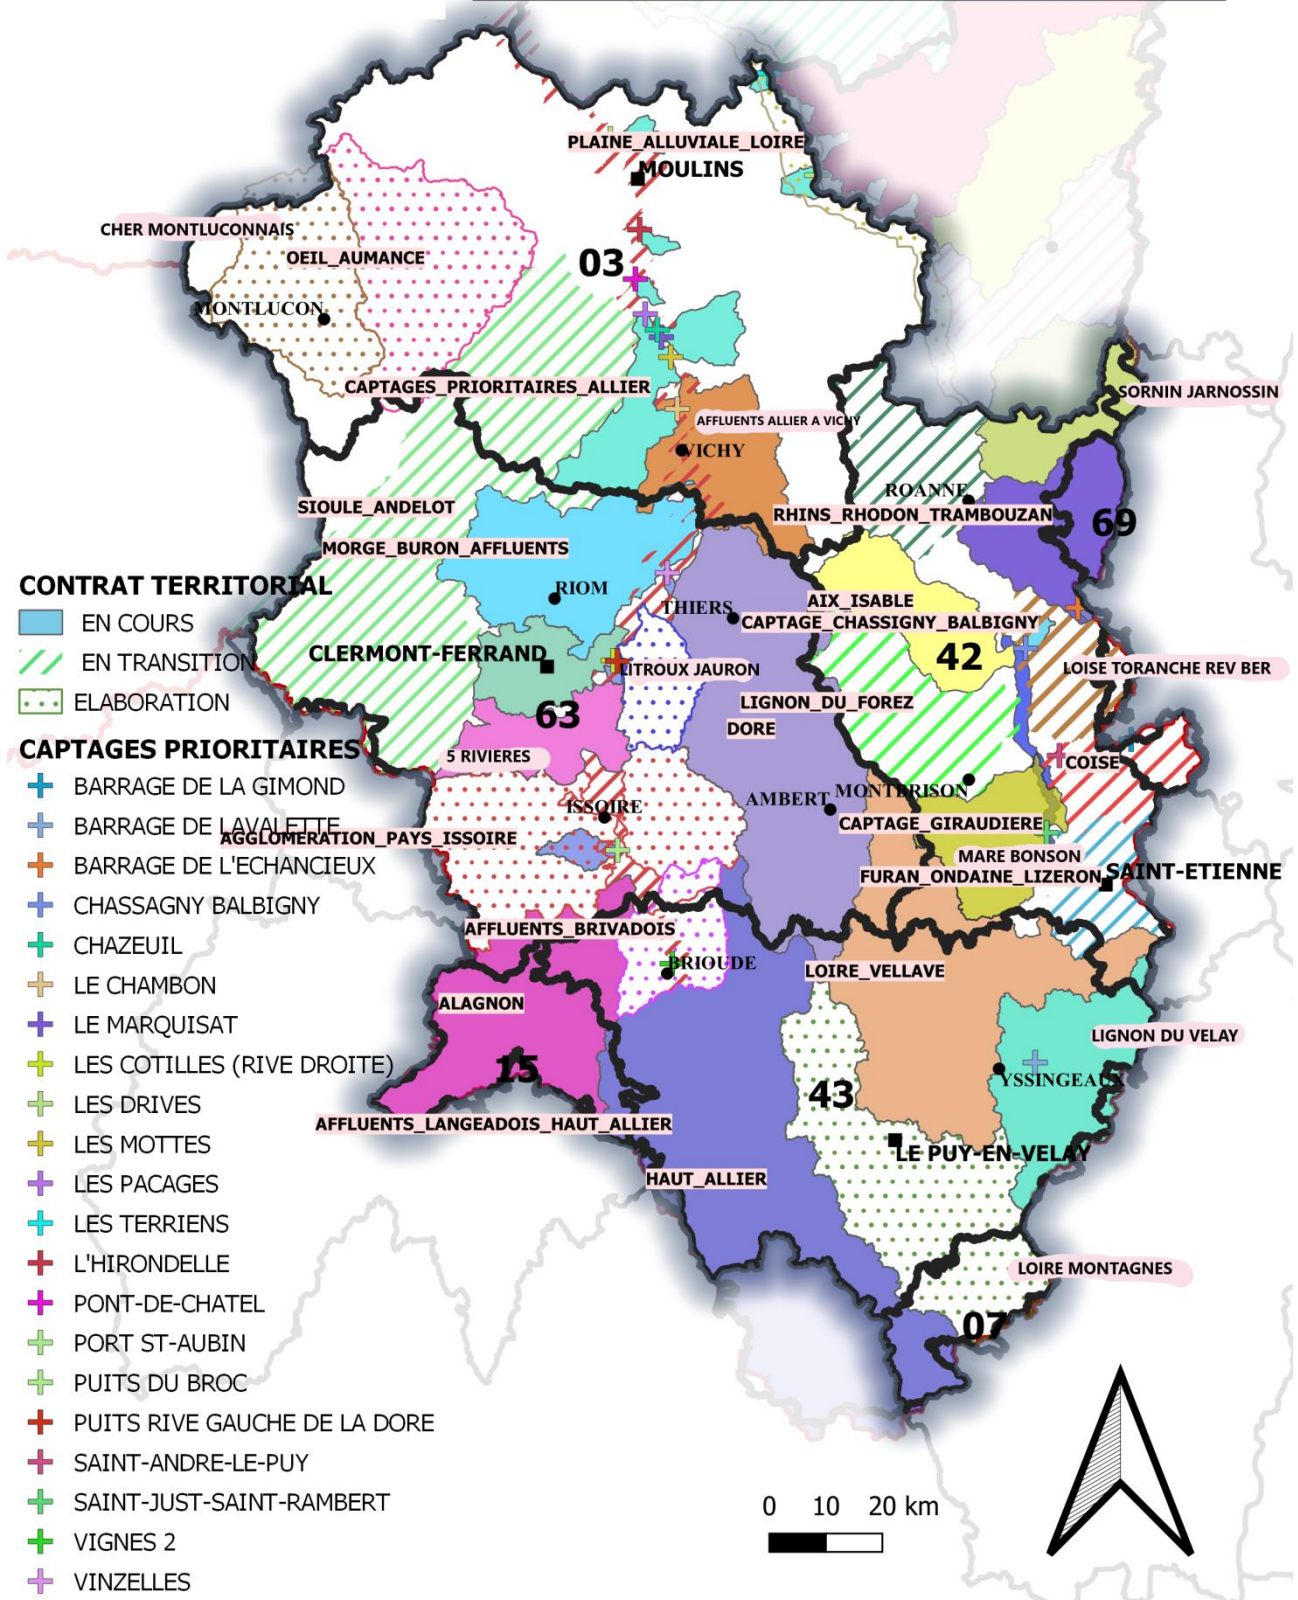 PLAINE_ALLUVIALE_LOIRE
MOULINS
CHER MONTLUCONNAIS
OEIL_AUMANCE
03
MONTLUCON
CAPTAGES_PRIORITAIRES_ALLIER
SORNIN JARNOSSIN
AFFLUENTS ALLIER A VICHY
VICHY
ROANNE
SIOULE_ANDELOT
RHINS_RHODON_TRAMBOUZAN
69
MORGE_BURON_AFFLUENTS
CONTRAT TERRITORIAL
RIOM
EN COURS
THIERS
AIX_ISABLE
CAPTAGE_CHASSIGNY_BALBIGNY
EN TRANSITION
CLERMONT-FERRAND
LITROUX JAURON
42
LOISE TORANCHE REV BER
ELABORATION
63
LIGNON_DU_FOREZ
DORE
CAPTAGES PRIORITAIRES
5 RIVIERES
COISE
BARRAGE DE LA GIMOND
MONTBRISON
ISSOIRE
AMBERT
BARRAGE DE LAVALETTE
AGGLOMERATION_PAYS_ISSOIRE
CAPTAGE_GIRAUDIERE
MARE BONSON
BARRAGE DE L'ECHANCIEUX
FURAN_ONDAINE_LIZERON
SAINT-ETIENNE
CHASSAGNY BALBIGNY
AFFLUENTS_BRIVADOIS
CHAZEUIL
BRIOUDE
LOIRE_VELLAVE
LE CHAMBON
ALAGNON
LE MARQUISAT
LIGNON DU VELAY
LES COTILLES (RIVE DROITE)
15
YSSINGEAUX
43
LES DRIVES
AFFLUENTS_LANGEADOIS_HAUT_ALLIER
LES MOTTES
LE PUY-EN-VELAY
LES PACAGES
HAUT_ALLIER
LES TERRIENS
L'HIRONDELLE
LOIRE MONTAGNES
PONT-DE-CHATEL
07
PORT ST-AUBIN
PUITS DU BROC
PUITS RIVE GAUCHE DE LA DORE
SAINT-ANDRE-LE-PUY
SAINT-JUST-SAINT-RAMBERT
0 10 20 km
VIGNES 2
VINZELLES